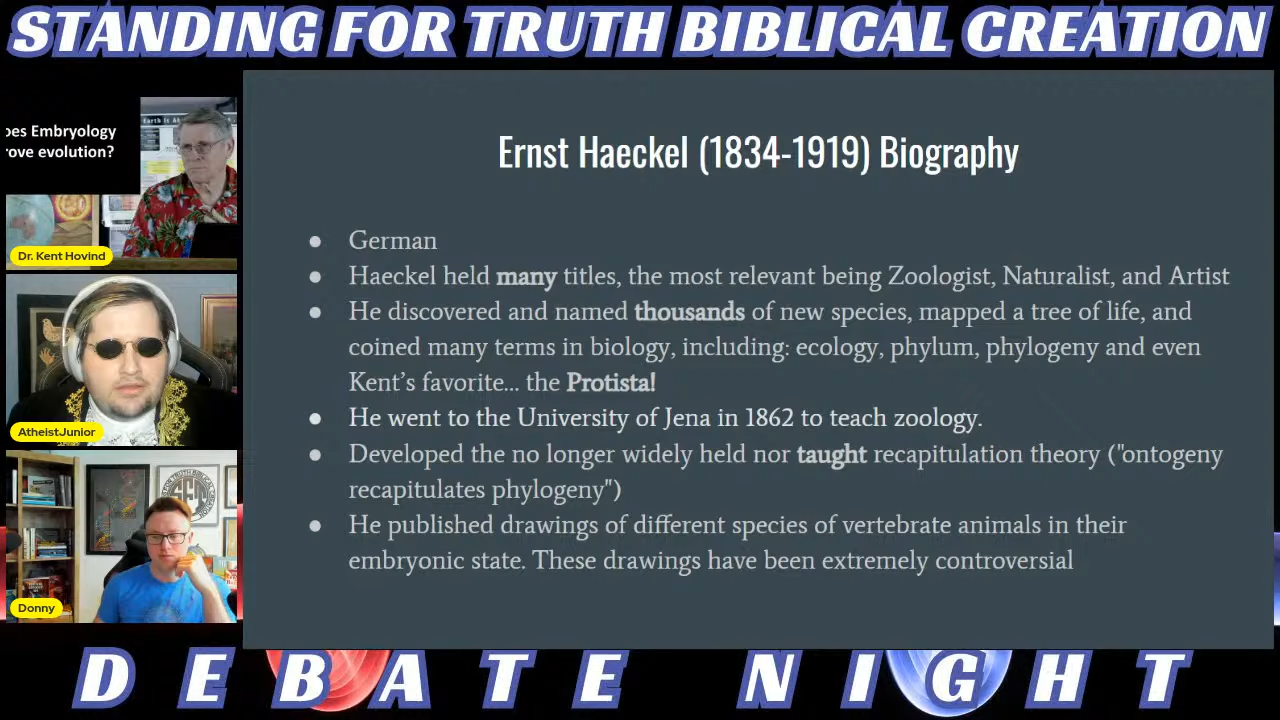 STANDING FOR TRUTH BIBLICAL CREATION
oes Embryology
rove evolution?
Dr. Kent Hovind
AtheistJunior
SFT
Donny
Ernst Haeckel (1834-1919) Biography
● German
● Haeckel held many titles, the most relevant being Zoologist, Naturalist, and Artist
● He discovered and named thousands of new species, mapped a tree of life, and
coined many terms in biology, including: ecology, phylum, phylogeny and even
Kent’s favorite... the Protista!
● He went to the University of Jena in 1862 to teach zoology.
● Developed the no longer widely held nor taught recapitulation theory ("ontogeny
recapitulates phylogeny")
● He published drawings of different species of vertebrate animals in their
embryonic state. These drawings have been extremely controversial
DEBATE NIGHT